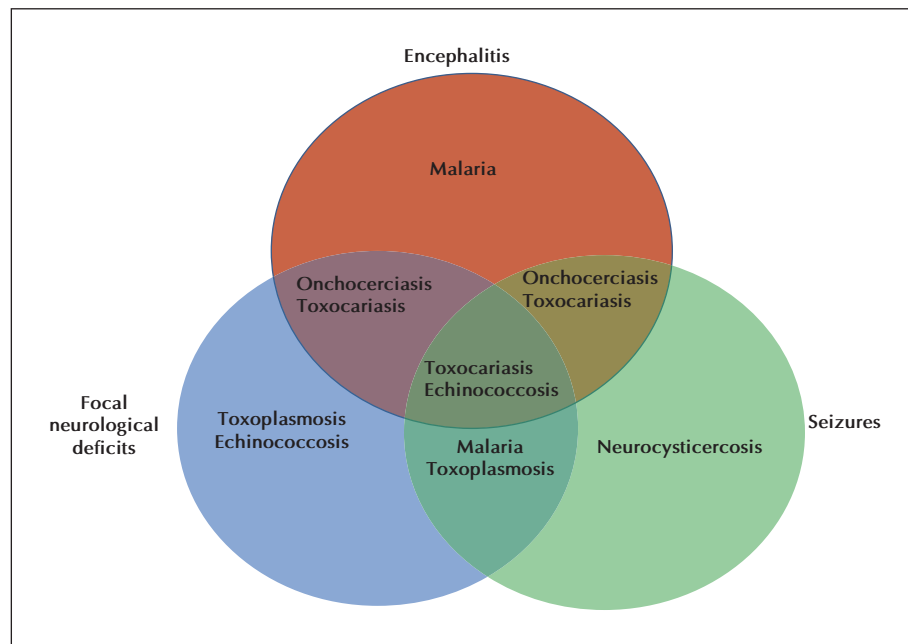 Encephalitis
Malaria
Onchocerciasis
Toxocariasis
Onchocerciasis
Toxocariasis
Toxocariasis
Echinococcosis
Focal
neurological
deficits
Toxoplasmosis
Echinococcosis
Malaria
Toxoplasmosis
Neurocysticercosis
Seizures